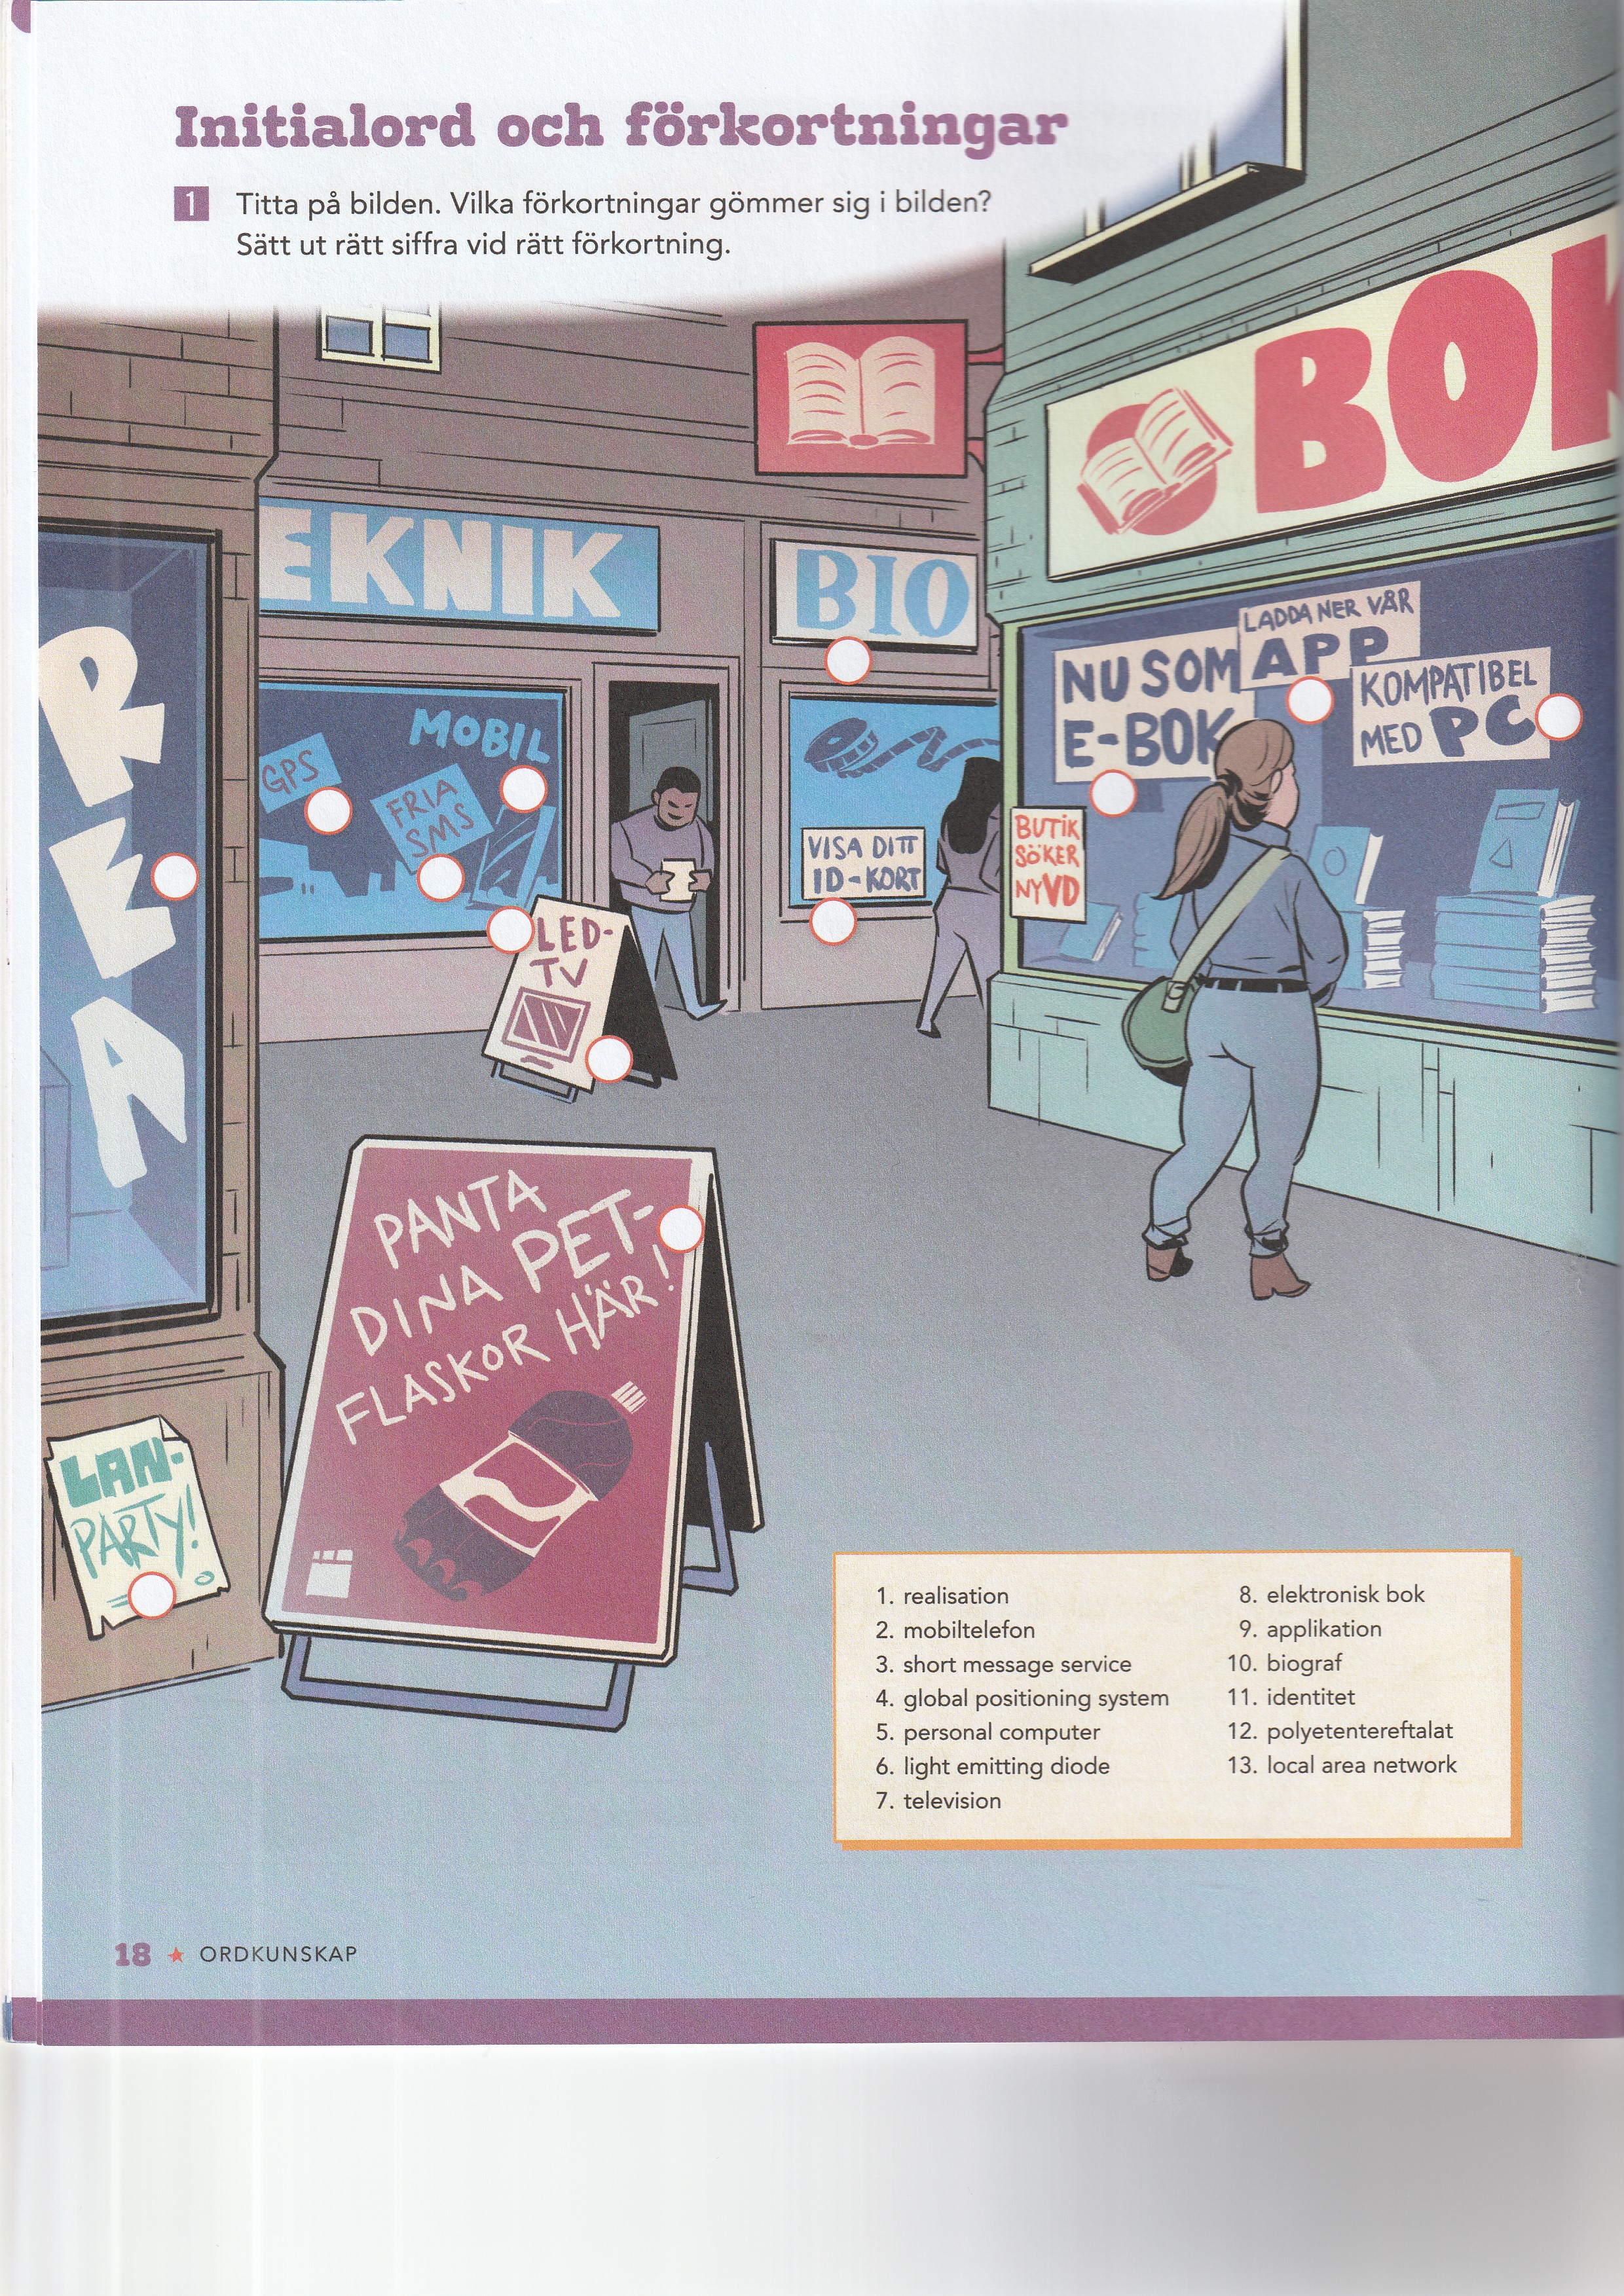 Initialord och förkortningar
1 Titta på bilden. Vilka förkortningar gömmer sig i bilden?
Sätt ut rätt siffra vid rätt förkortning.
BOK
EKNIK
BIO
LADDA NER VÅR
APP
NU SOM
E-BOK
KOMPATIBEL
MED PC
REA
MOBIL
GPS
FRIA
SMS
VISA DITT
ID-KORT
BUTIK
SÖKER
NY VD
LED-
TV
PANTA
DINA PET-
FLASKOR HÄR!
LAN-
PARTY!
1. realisation
2. mobiltelefon
3. short message service
4. global positioning system
5. personal computer
6. light emitting diode
7. television
8. elektronisk bok
9. applikation
10. biograf
11. identitet
12. polyetentereftalat
13. local area network
18 ★ ORDKUNSKAP